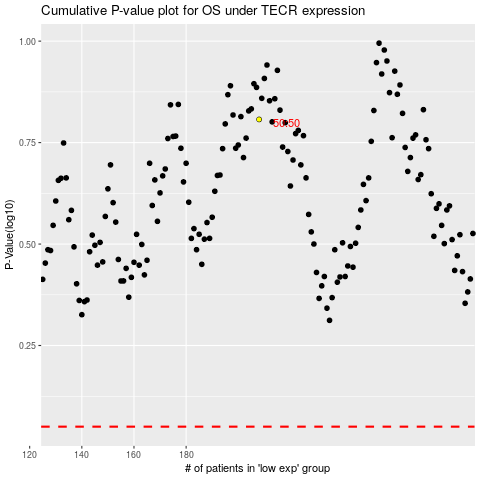 Cumulative P-value plot for OS under TECR expression
P-Value(log10)
1.00
0.75
0.50
0.25
50:50
120 140 160 180
# of patients in 'low exp' group